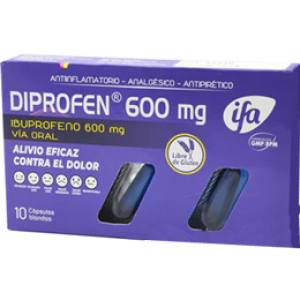 ANTIINFLAMATORIO - ANALGÉSICO - ANTIPIRÉTICO
DIPROFEN® 600 mg
ifa
IBUPROFENO 600 mg
VÍA ORAL
ALIVIO EFICAZ
CONTRA EL DOLOR
Libre
de Gluten
GMP BPM
10 Cápsulas
blandas